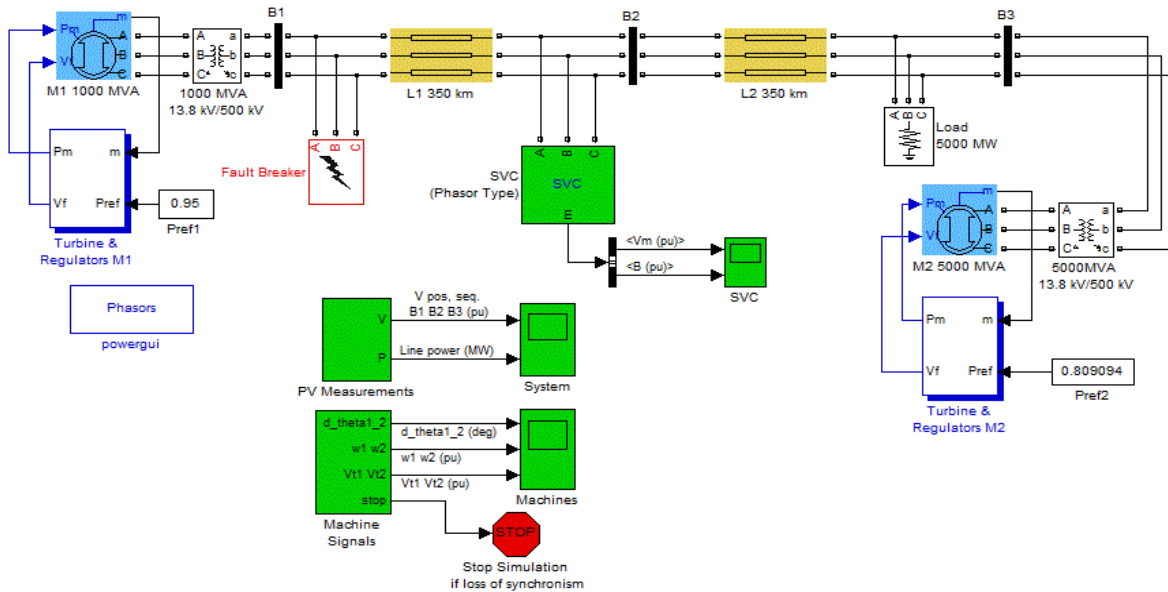 B1
B2
B3
m
Pm
Vf
A
B
C
M1 1000 MVA
A
B
C
a
b
c
1000 MVA
13.8 kV/500 kV
L1 350 km
L2 350 km
A
B
C
Fault Breaker
Pm
m
Vf
Pref
0.95
Pref1
Turbine &
Regulators M1
A
B
C
SVC
m
SVC
(Phasor Type)
<Vm (pu)>
<B (pu)>
SVC
A
B
C
Load
5000 MW
m
Pm
Vf
A
B
C
M2 5000 MVA
A
B
C
a
b
c
5000MVA
13.8 kV/500 kV
Pm
m
Vf
Pref
0.809094
Pref2
Turbine &
Regulators M2
Phasors
powergui
V pos, seq.
B1 B2 B3 (pu)
V
P
Line power (MW)
PV Measurements
System
d_theta1_2
w1 w2
Vt1 Vt2
stop
d_theta1_2 (deg)
w1 w2 (pu)
Vt1 Vt2 (pu)
Machine
Signals
Machines
STOP
Stop Simulation
if loss of synchronism